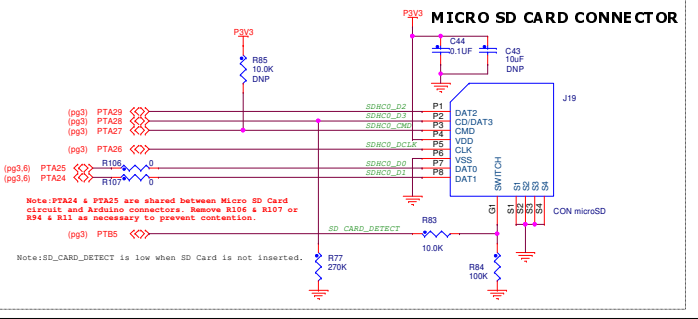 MICRO SD CARD CONNECTOR
P3V3
P3V3
C44
0.1UF
C43
10uF
DNP
R85
10.0K
DNP
J19
(pg3) PTA29
SDHC0_D2
P1
DAT2
(pg3) PTA28
SDHC0_D3
P2
CD/DAT3
(pg3) PTA27
SDHC0_CMD
P3
CMD
P4
VDD
(pg3) PTA26
SDHC0_DCLK
P5
CLK
P6
VSS
(pg3,6) PTA25
R106
0
SDHC0_D0
P7
DAT0
(pg3,6) PTA24
R107
0
SDHC0_D1
P8
DAT1
SWITCH
S1
S2
S3
S4
G1
S1
S2
S3
S4
CON microSD
Note:PTA24 & PTA25 are shared between Micro SD Card
circuit and Arduino connectors. Remove R106 & R107 or
R94 & R11 as necessary to prevent contention.
(pg3) PTB5
SD_CARD_DETECT
R83
10.0K
Note:SD_CARD_DETECT is low when SD Card is not inserted.
R77
270K
R84
100K